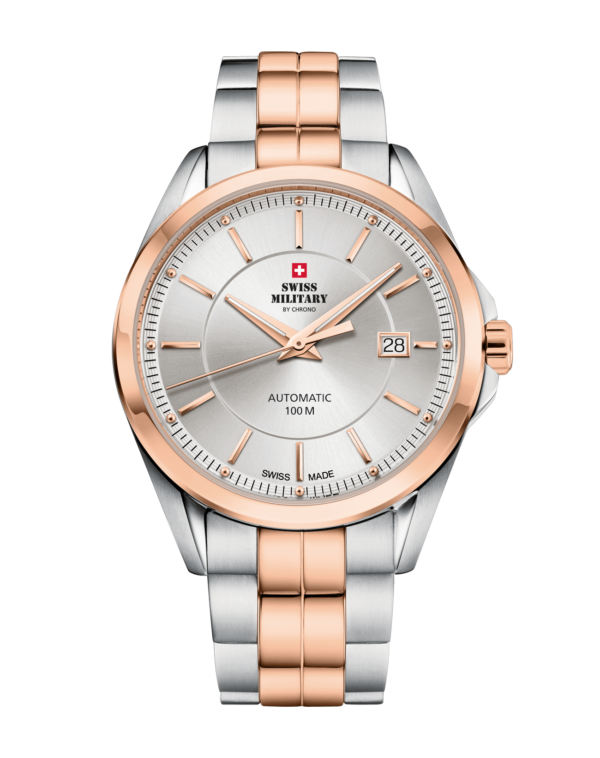 SWISS
MILITARY
BY CHRONO
28
AUTOMATIC
100 M
SWISS MADE